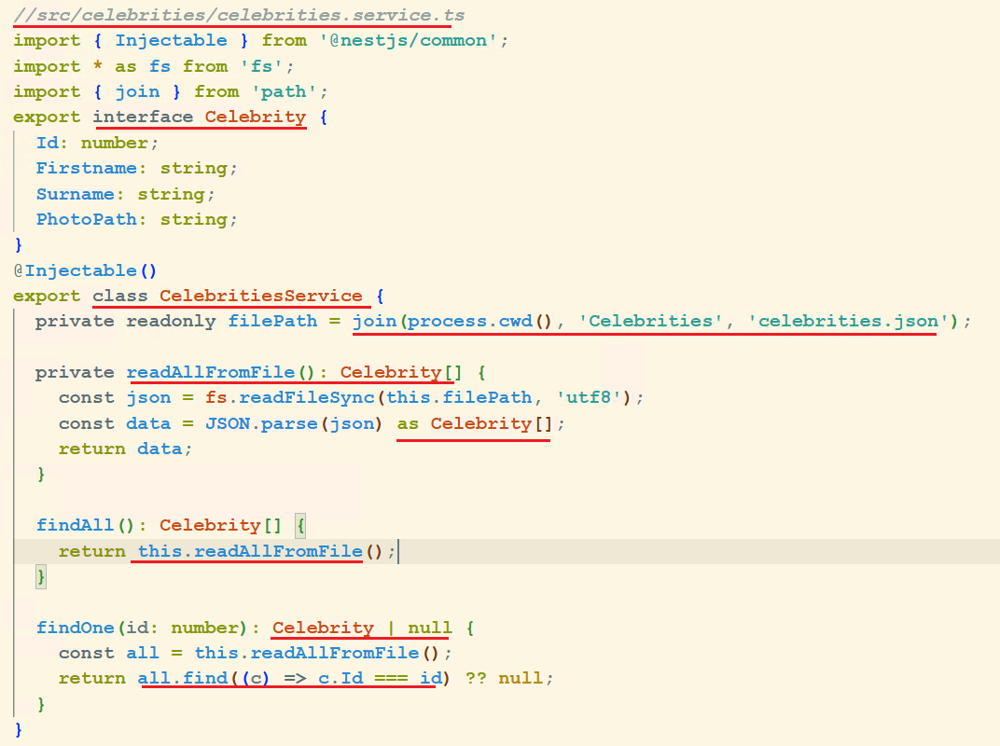 //src/celebrities/celebrities.service.ts
import { Injectable } from '@nestjs/common';
import * as fs from 'fs';
import { join } from 'path';
export interface Celebrity {
  Id: number;
  Firstname: string;
  Surname: string;
  PhotoPath: string;
}
@Injectable()
export class CelebritiesService {
  private readonly filePath = join(process.cwd(), 'Celebrities', 'celebrities.json');

  private readAllFromFile(): Celebrity[] {
    const json = fs.readFileSync(this.filePath, 'utf8');
    const data = JSON.parse(json) as Celebrity[];
    return data;
  }

  findAll(): Celebrity[] {
    return this.readAllFromFile();
  }

  findOne(id: number): Celebrity | null {
    const all = this.readAllFromFile();
    return all.find((c) => c.Id === id) ?? null;
  }
}